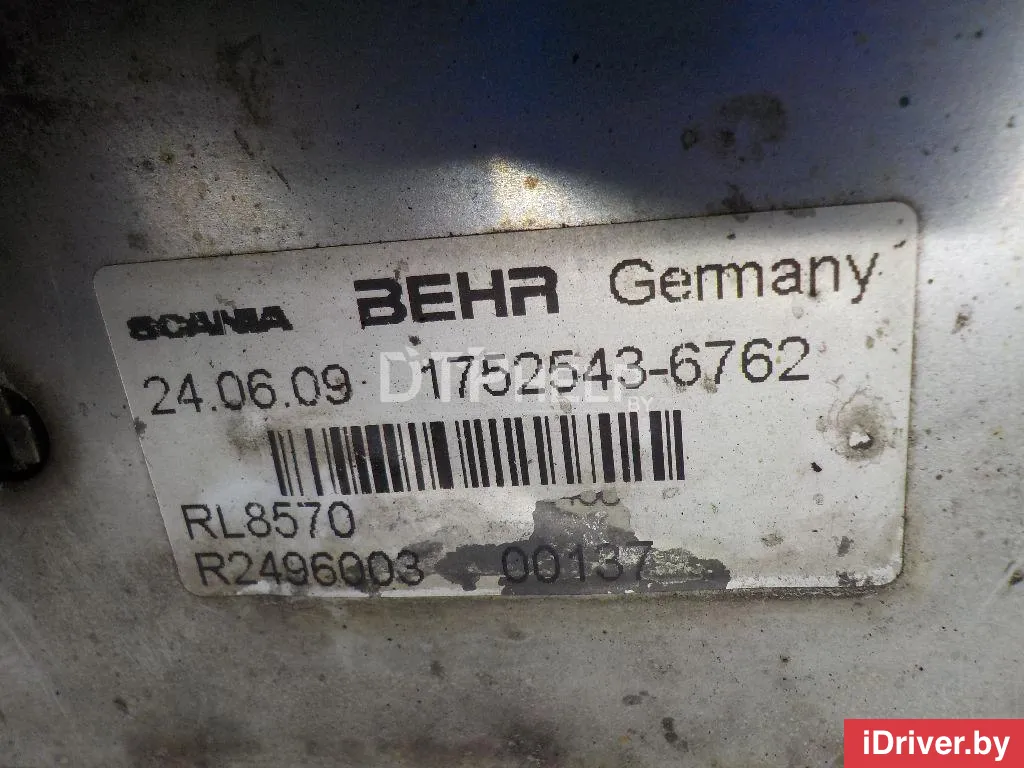 SCANIA BEHR Germany
24.06.09 1752543-6762
RL8570
R2496003 00137
iDriver.by